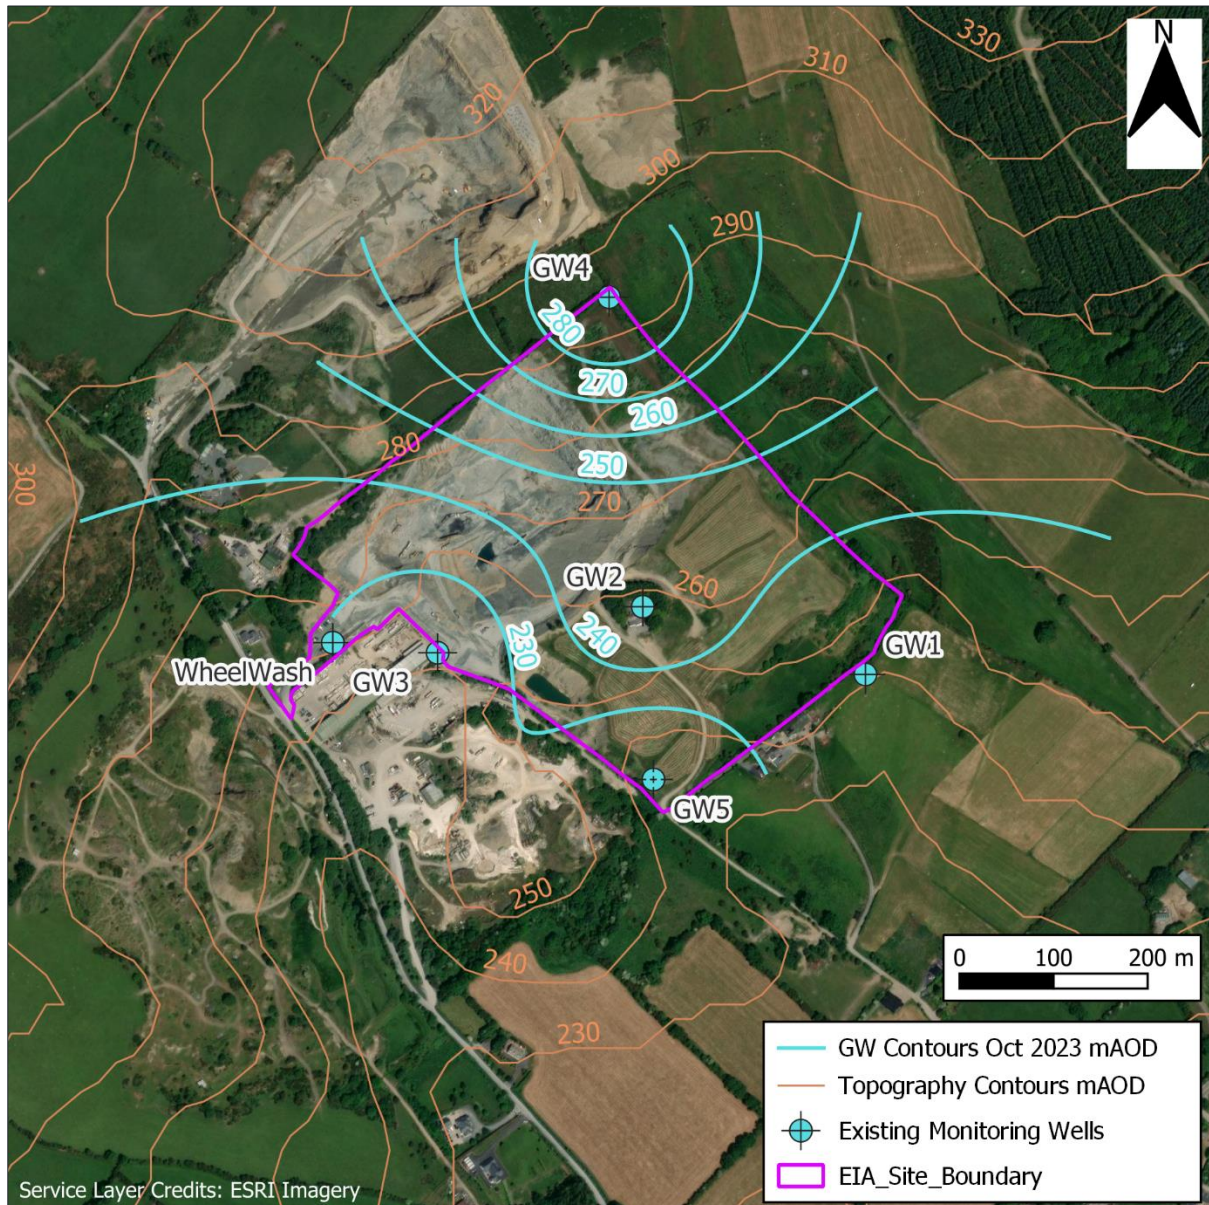 330
N
310
320
300
290
GW4
280
270
260
280
250
300
270
GW2
260
240
230
GW1
WheelWash
GW3
GW5
250
240
230
0 100 200 m
GW Contours Oct 2023 mAOD
Topography Contours mAOD
Existing Monitoring Wells
EIA_Site_Boundary
Service Layer Credits: ESRI Imagery